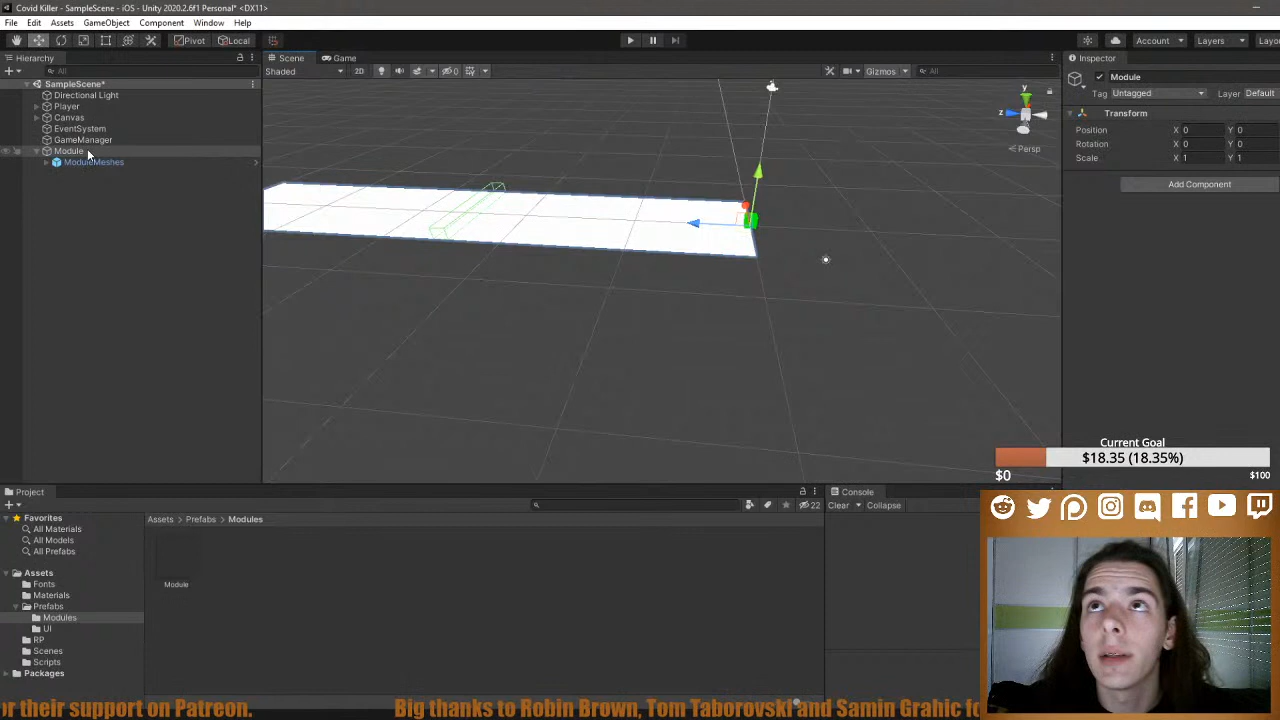 Covid Killer - SampleScene - iOS - Unity 2020.2.6f1 Personal* <DX11>
File Edit Assets GameObject Component Window Help
Pivot Local Account Layers Layou
Hierarchy
All
SampleScene*
Directional Light
Player
Canvas
EventSystem
GameManager
Module
ModuleMeshes
Scene Game
Shaded 2D 0 Gizmos All
y
z
Persp
Inspector
Module
Tag Untagged Layer Default
Transform
Position X 0 Y 0
Rotation X 0 Y 0
Scale X 1 Y 1
Add Component
Current Goal
$18.35 (18.35%)
$0 $100
Project
22
Favorites
All Materials
All Models
All Prefabs
Assets
Fonts
Materials
Prefabs
Modules
UI
RP
Scenes
Scripts
Packages
Assets > Prefabs > Modules
Module
Console
Clear Collapse
or their support on Patreon. Big thanks to Robin Brown, Tom Taborovski and Samin Grahic fo